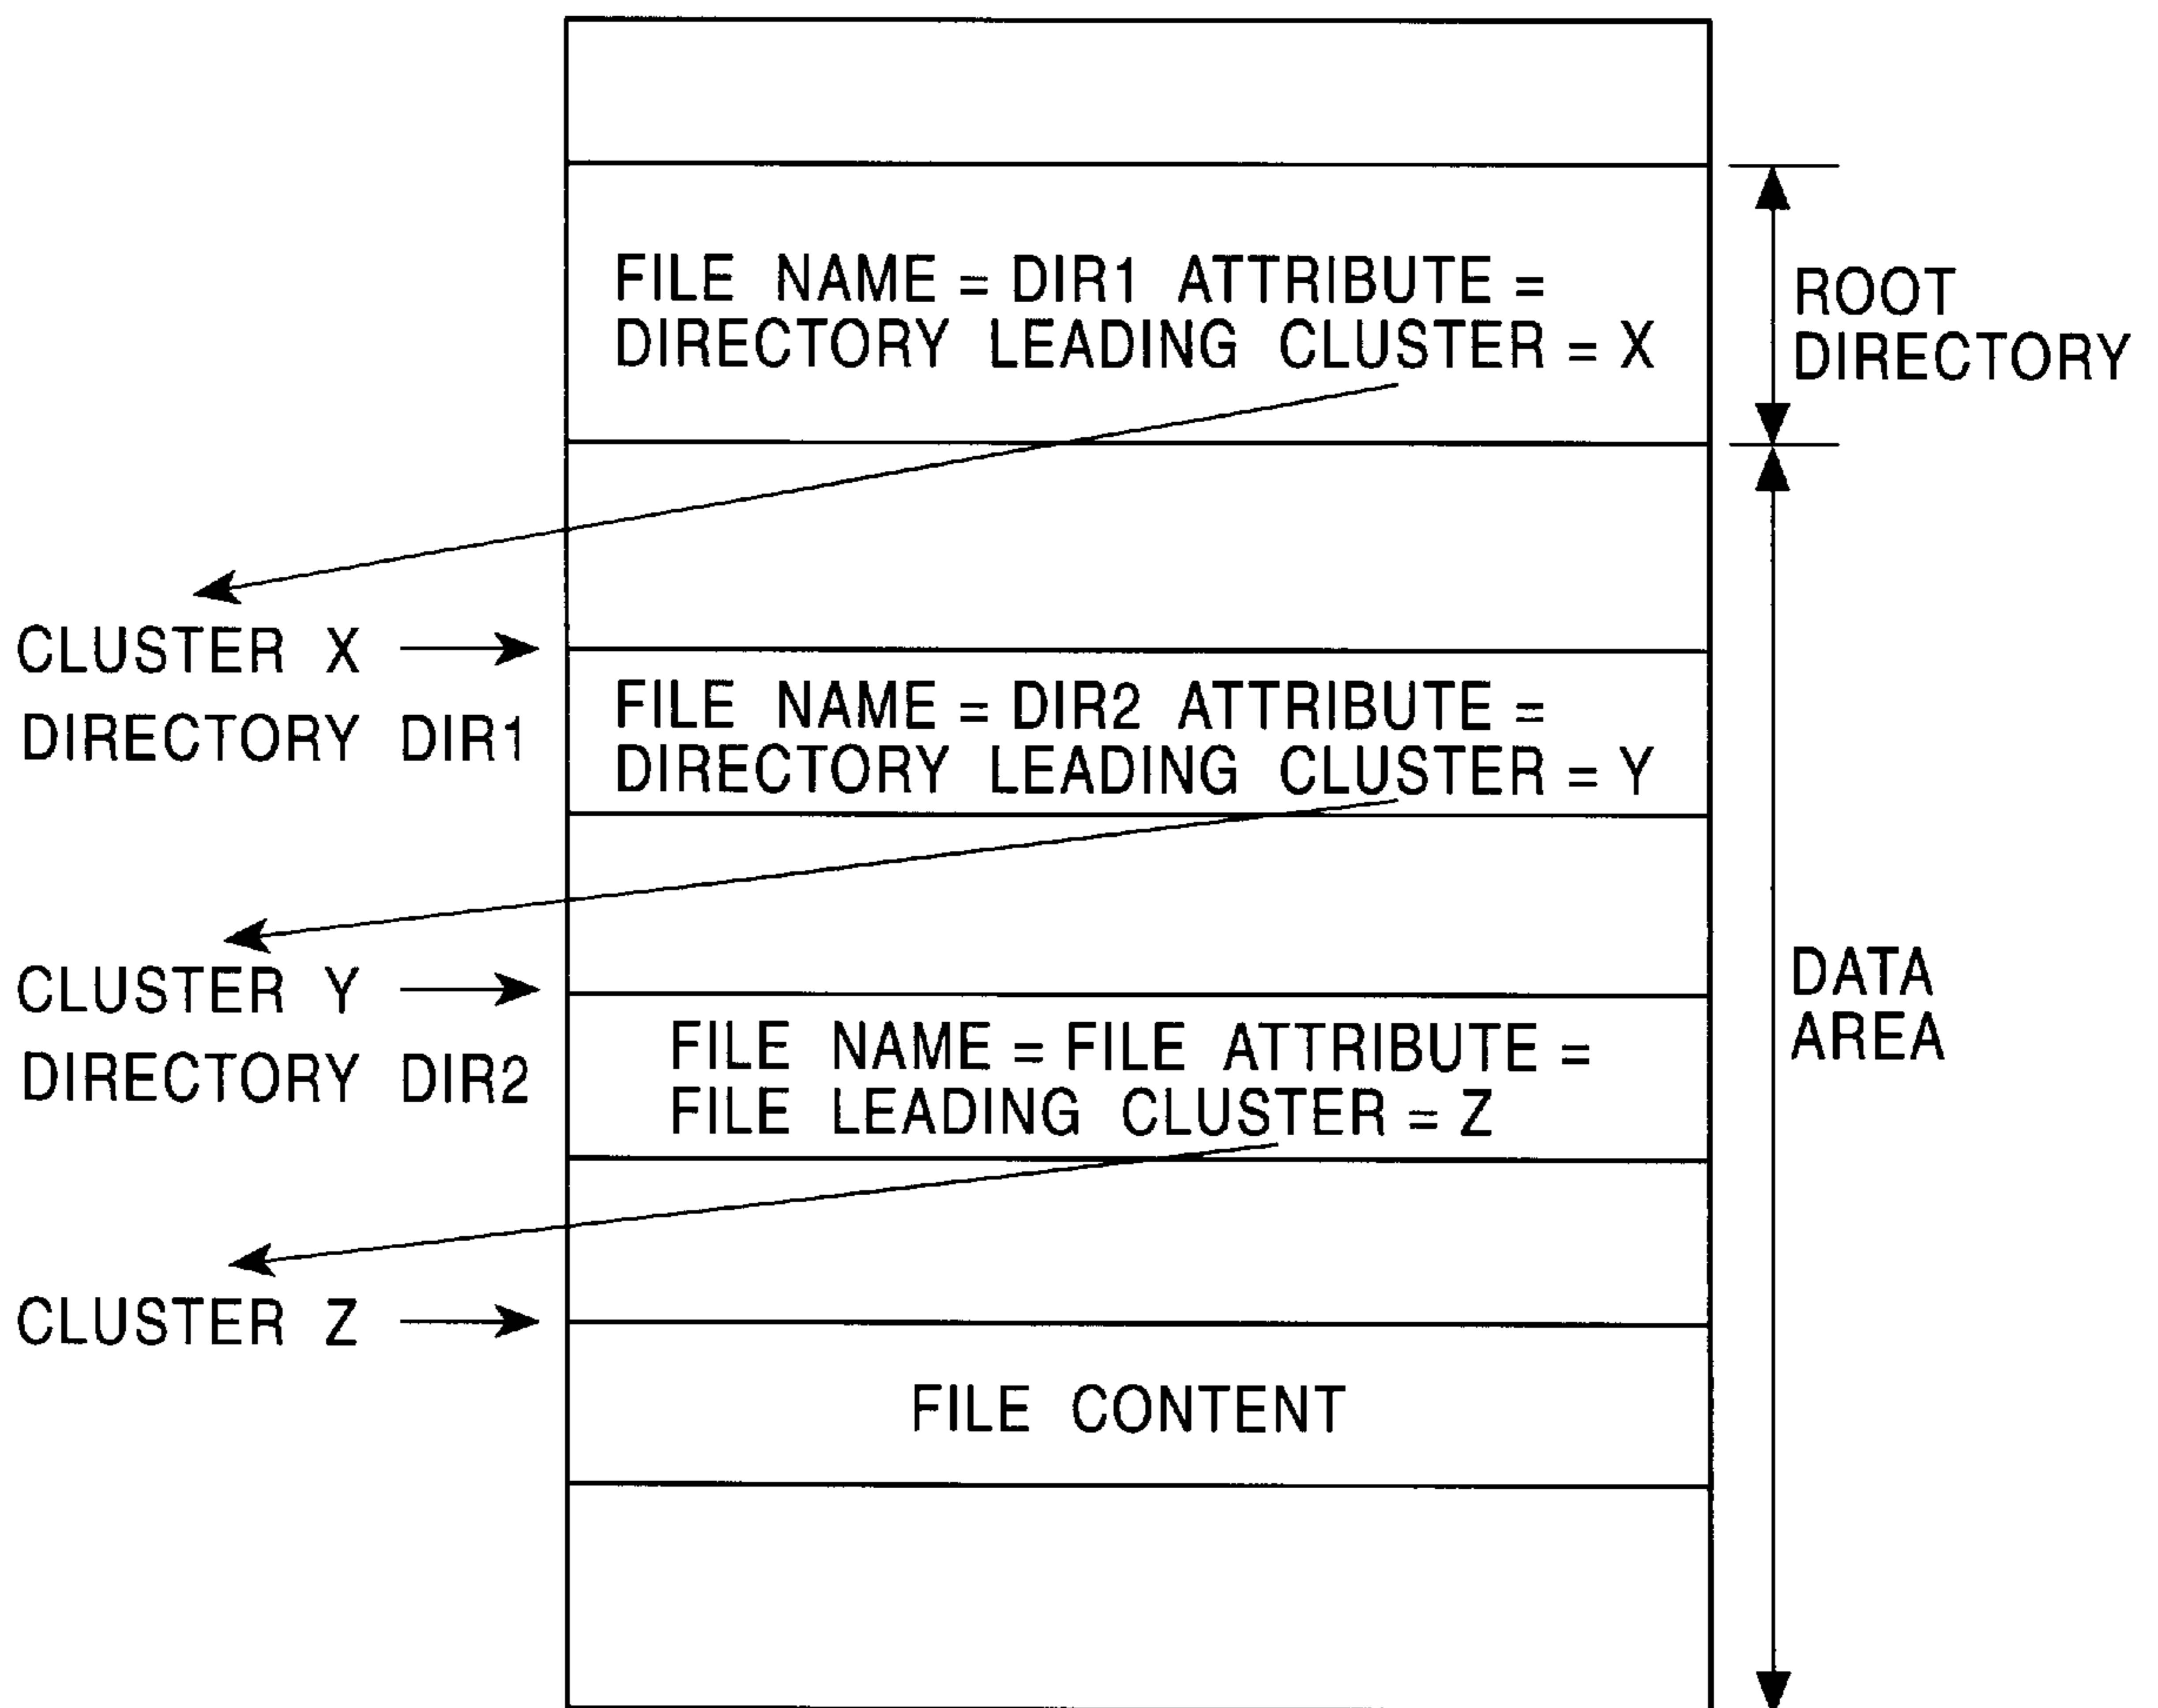 FILE NAME = DIR1 ATTRIBUTE =
DIRECTORY LEADING CLUSTER = X
ROOT
DIRECTORY
CLUSTER X
DIRECTORY DIR1
FILE NAME = DIR2 ATTRIBUTE =
DIRECTORY LEADING CLUSTER = Y
CLUSTER Y
DIRECTORY DIR2
FILE NAME = FILE ATTRIBUTE =
FILE LEADING CLUSTER = Z
DATA
AREA
CLUSTER Z
FILE CONTENT